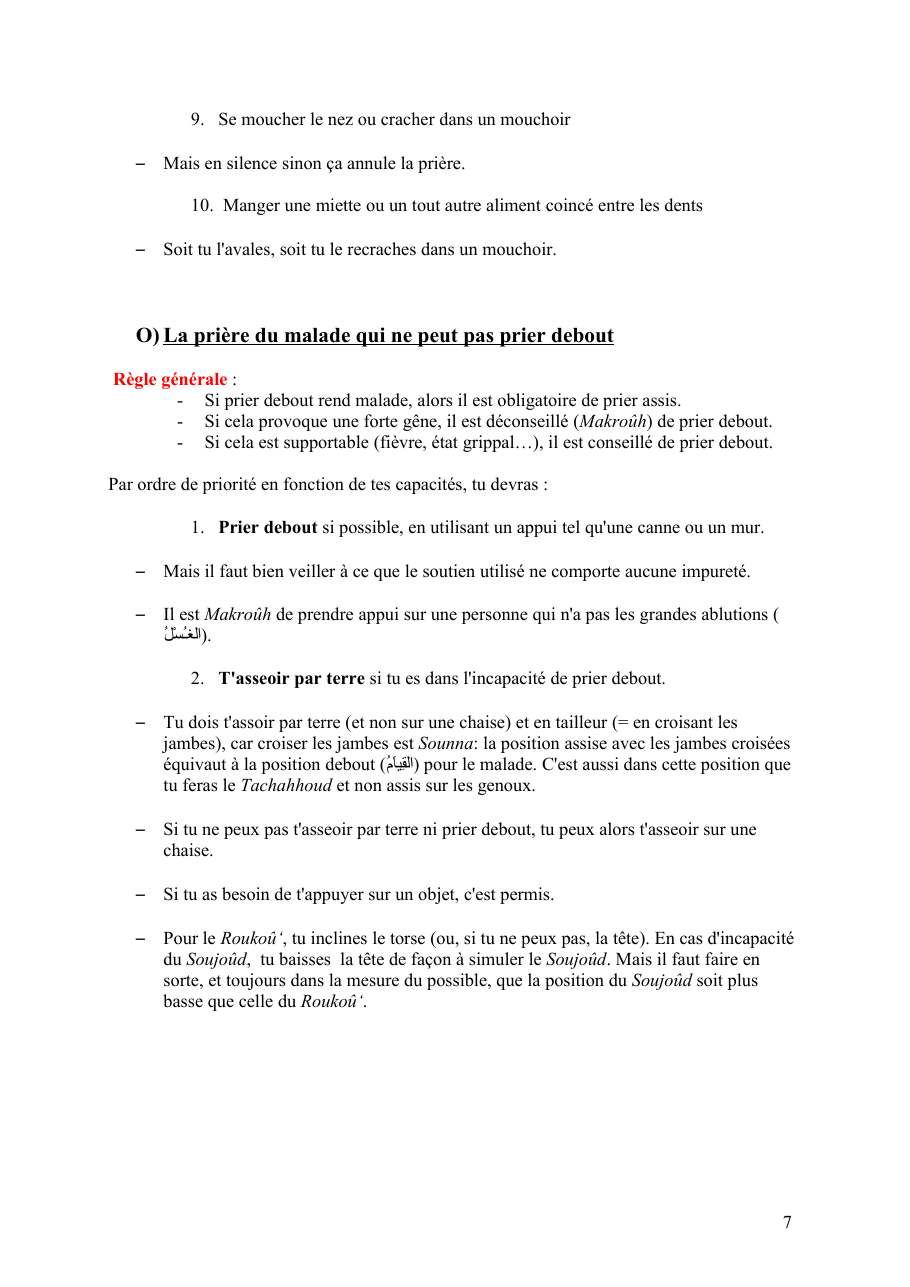 9. Se moucher le nez ou cracher dans un mouchoir
– Mais en silence sinon ça annule la prière.
10. Manger une miette ou un tout autre aliment coincé entre les dents
– Soit tu l'avales, soit tu le recraches dans un mouchoir.
O) La prière du malade qui ne peut pas prier debout
Règle générale :
- Si prier debout rend malade, alors il est obligatoire de prier assis.
- Si cela provoque une forte gêne, il est déconseillé (Makroûh) de prier debout.
- Si cela est supportable (fièvre, état grippal…), il est conseillé de prier debout.
Par ordre de priorité en fonction de tes capacités, tu devras :
1. Prier debout si possible, en utilisant un appui tel qu'une canne ou un mur.
– Mais il faut bien veiller à ce que le soutien utilisé ne comporte aucune impureté.
– Il est Makroûh de prendre appui sur une personne qui n'a pas les grandes ablutions (
الغُـسْلُ).
2. T'asseoir par terre si tu es dans l'incapacité de prier debout.
– Tu dois t'assoir par terre (et non sur une chaise) et en tailleur (= en croisant les
jambes), car croiser les jambes est Sounna: la position assise avec les jambes croisées
équivaut à la position debout (القِيَامُ) pour le malade. C'est aussi dans cette position que
tu feras le Tachahhoud et non assis sur les genoux.
– Si tu ne peux pas t'asseoir par terre ni prier debout, tu peux alors t'asseoir sur une
chaise.
– Si tu as besoin de t'appuyer sur un objet, c'est permis.
– Pour le Roukoû‘, tu inclines le torse (ou, si tu ne peux pas, la tête). En cas d'incapacité
du Soujoûd, tu baisses la tête de façon à simuler le Soujoûd. Mais il faut faire en
sorte, et toujours dans la mesure du possible, que la position du Soujoûd soit plus
basse que celle du Roukoû‘.
7